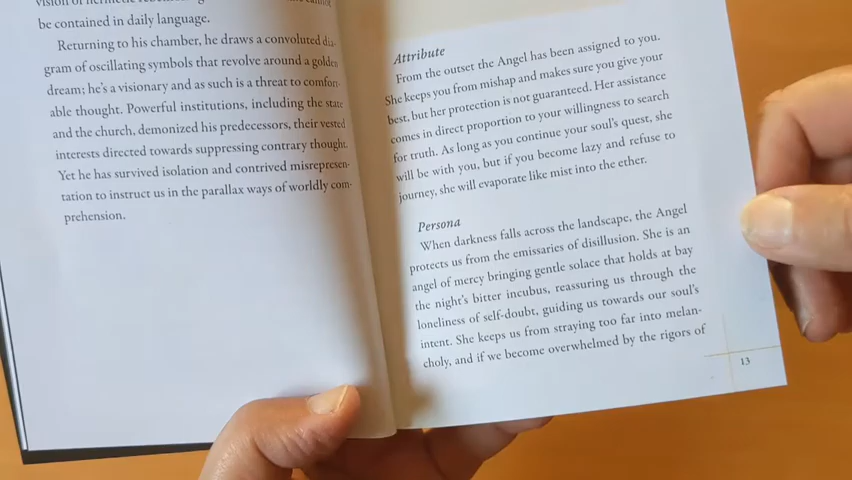 be contained in daily language.
Returning to his chamber, he draws a convoluted dia-
gram of oscillating symbols that revolve around a golden
dream; he's a visionary and as such is a threat to comfort-
able thought. Powerful institutions, including the state
and the church, demonized his predecessors, their vested
interests directed towards suppressing contrary thought.
Yet he has survived isolation and contrived misrepresen-
tation to instruct us in the parallax ways of worldly com-
prehension.
Attribute
From the outset the Angel has been assigned to you.
She keeps you from mishap and makes sure you give your
best, but her protection is not guaranteed. Her assistance
comes in direct proportion to your willingness to search
for truth. As long as you continue your soul's quest, she
will be with you, but if you become lazy and refuse to
journey, she will evaporate like mist into the ether.
Persona
When darkness falls across the landscape, the Angel
protects us from the emissaries of disillusion. She is an
angel of mercy bringing gentle solace that holds at bay
the night's bitter incubus, reassuring us through the
loneliness of self-doubt, guiding us towards our soul's
intent. She keeps us from straying too far into melan-
choly, and if we become overwhelmed by the rigors of
13